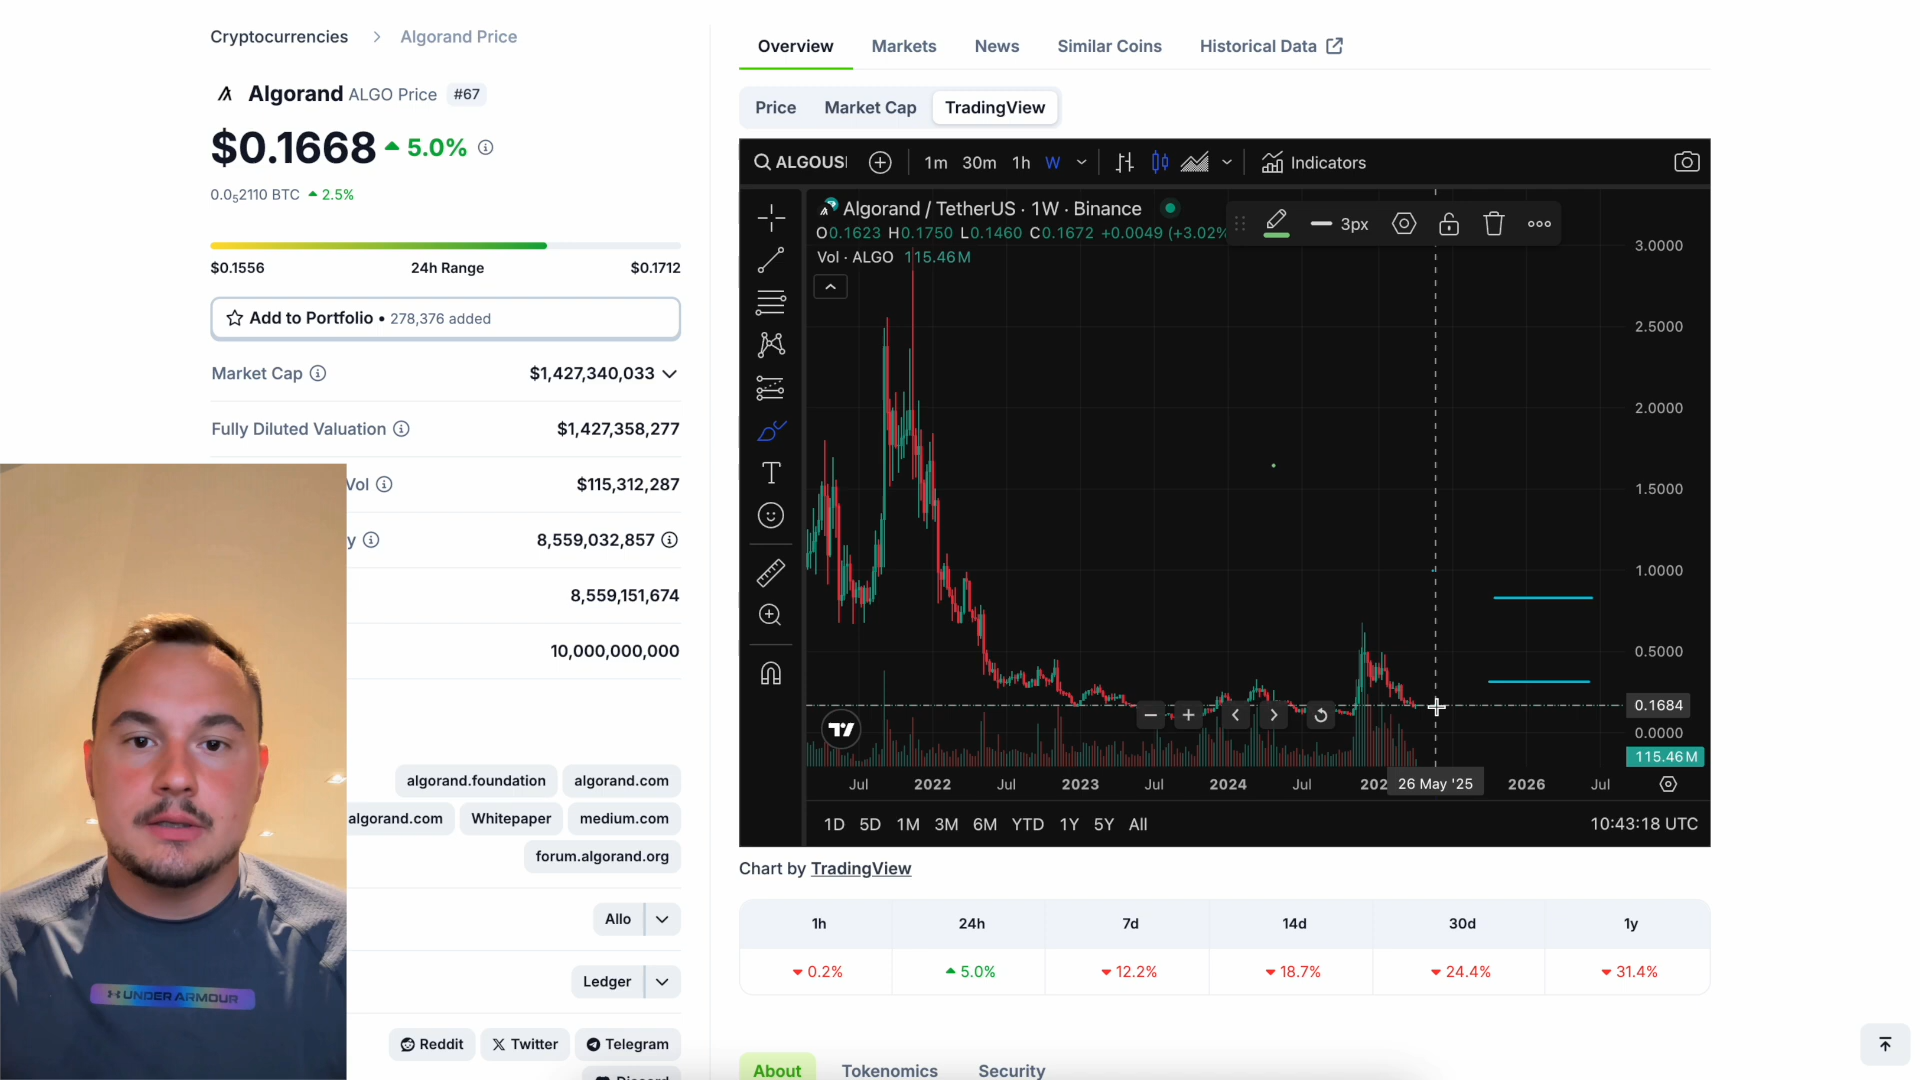 Cryptocurrencies > Algorand Price
Algorand ALGO Price #67
$0.1668 5.0%
0.0₅2110 BTC 2.5%
$0.1556 24h Range $0.1712
Add to Portfolio • 278,376 added
Market Cap $1,427,340,033
Fully Diluted Valuation $1,427,358,277
Vol $115,312,287
y 8,559,032,857
8,559,151,674
10,000,000,000
algorand.foundation algorand.com
algorand.com Whitepaper medium.com
forum.algorand.org
Allo
Ledger
Reddit Twitter Telegram
UNDER ARMOUR
Overview Markets News Similar Coins Historical Data
Price Market Cap TradingView
ALGOUS 1m 30m 1h W Indicators
Algorand / TetherUS · 1W · Binance
3px
O0.1623 H0.1750 L0.1460 C0.1672 +0.0049 (+3.02%
Vol · ALGO 115.46M
3.0000
2.5000
2.0000
1.5000
1.0000
0.5000
0.1684
0.0000
115.46M
Jul 2022 Jul 2023 Jul 2024 Jul 202 26 May '25 2026 Jul
1D 5D 1M 3M 6M YTD 1Y 5Y All 10:43:18 UTC
Chart by TradingView
1h 24h 7d 14d 30d 1y
0.2% 5.0% 12.2% 18.7% 24.4% 31.4%
About Tokenomics Security